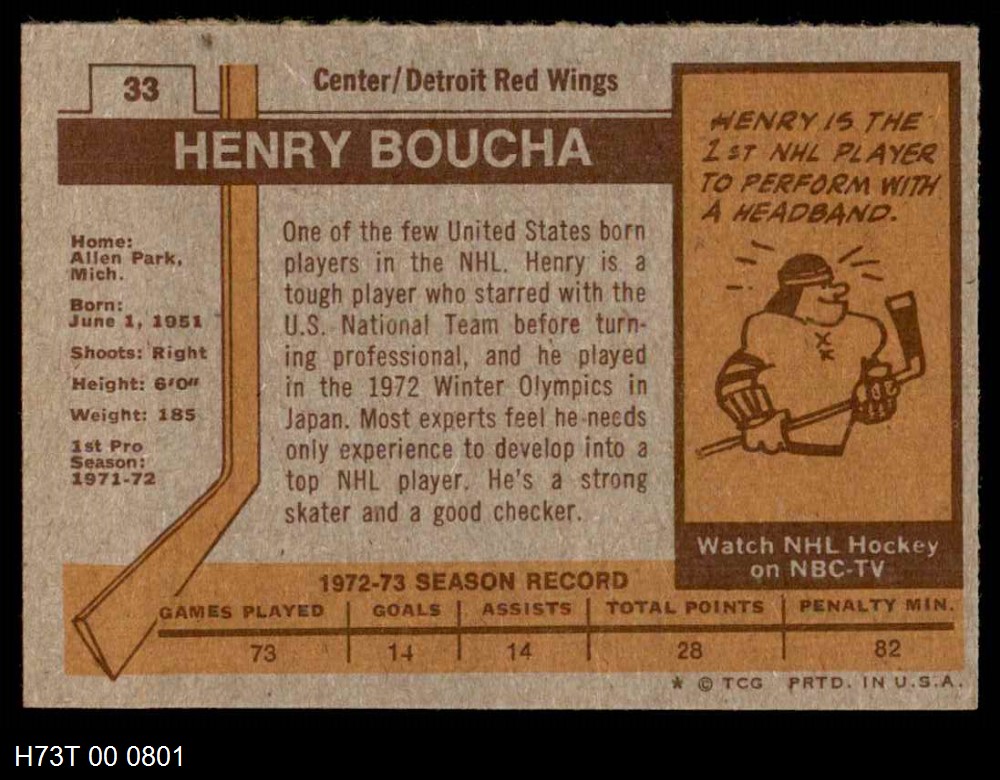 33
Center/Detroit Red Wings
HENRY BOUCHA
Home:
Allen Park,
Mich.
Born:
June 1, 1951
Shoots: Right
Height: 6'0"
Weight: 185
1st Pro
Season:
1971-72
One of the few United States born
players in the NHL. Henry is a
tough player who starred with the
U.S. National Team before turn-
ing professional, and he played
in the 1972 Winter Olympics in
Japan. Most experts feel he needs
only experience to develop into a
top NHL player. He's a strong
skater and a good checker.
HENRY IS THE
1ST NHL PLAYER
TO PERFORM WITH
A HEADBAND.
Watch NHL Hockey
on NBC-TV
1972-73 SEASON RECORD
GAMES PLAYED GOALS ASSISTS TOTAL POINTS PENALTY MIN.
73 14 14 28 82
* © TCG PRTD. IN U.S.A.
H73T 00 0801